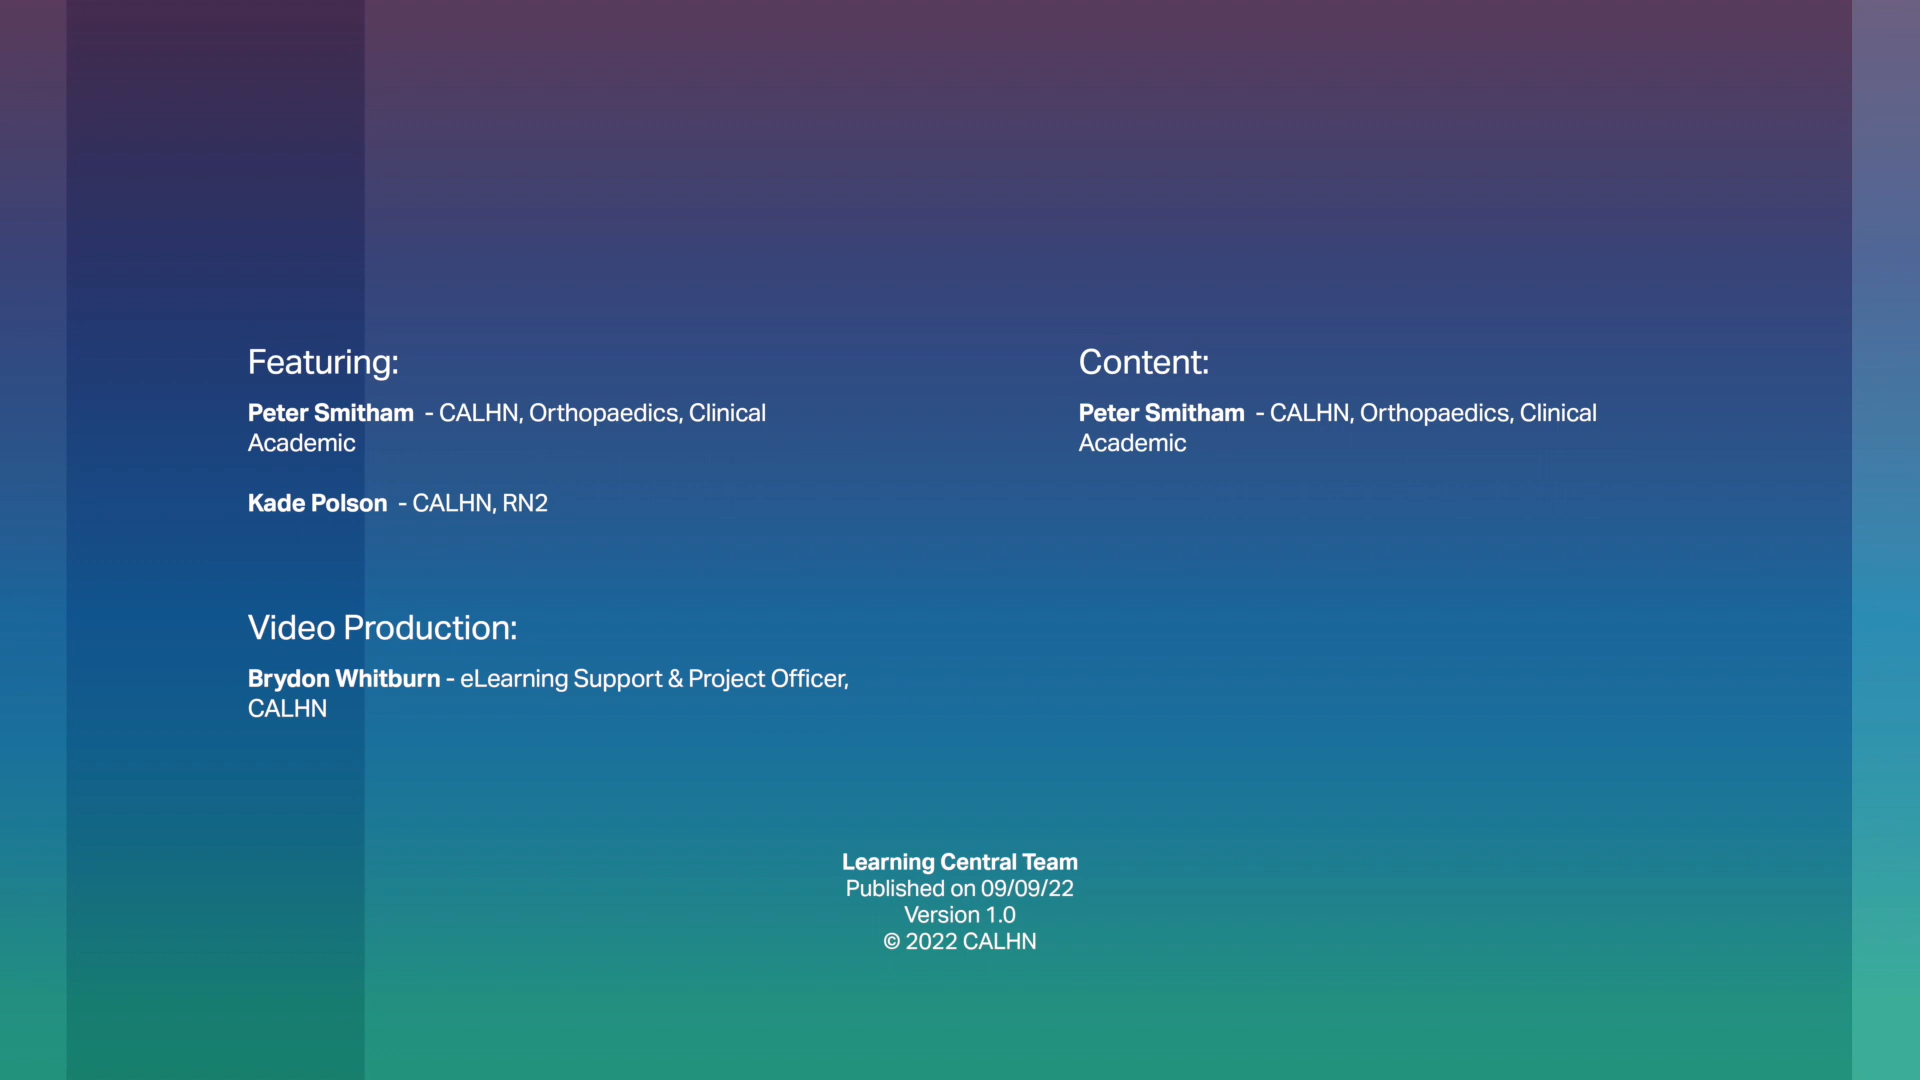 Featuring:
Peter Smitham - CALHN, Orthopaedics, Clinical
Academic
Kade Polson - CALHN, RN2
Content:
Peter Smitham - CALHN, Orthopaedics, Clinical
Academic
Video Production:
Brydon Whitburn - eLearning Support & Project Officer,
CALHN
Learning Central Team
Published on 09/09/22
Version 1.0
© 2022 CALHN